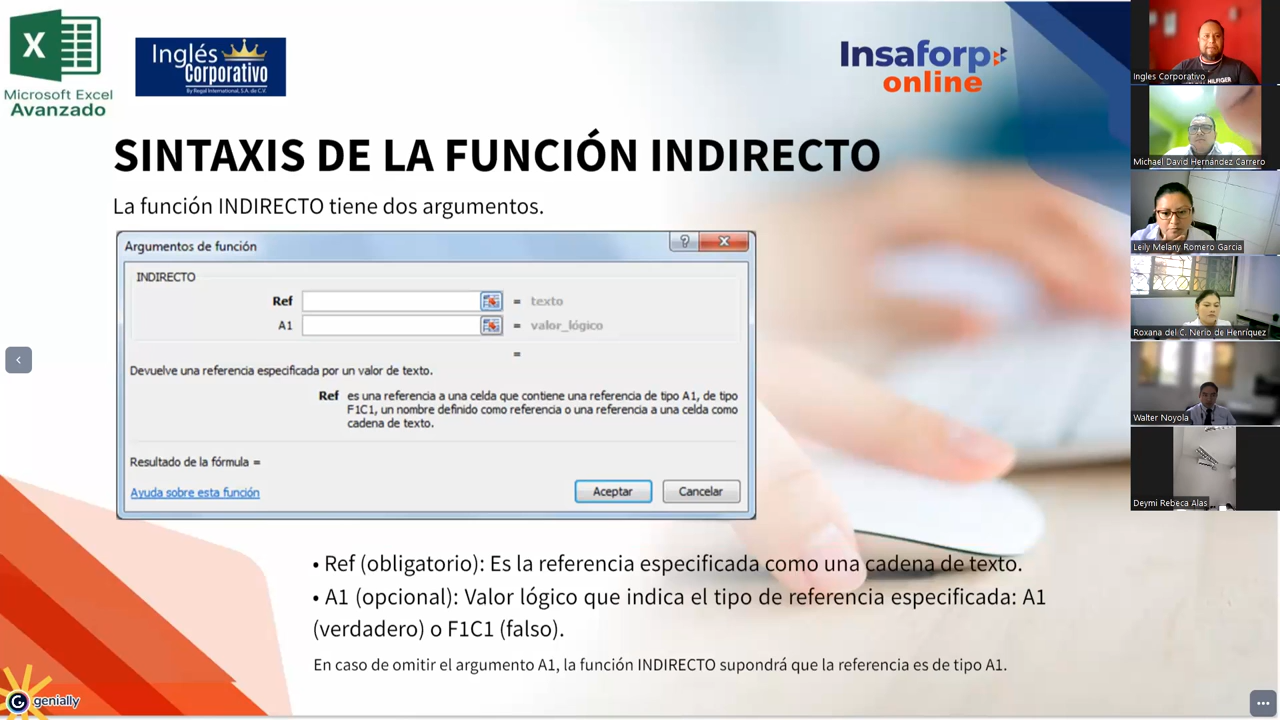 Microsoft Excel
Avanzado
Inglés
Corporativo
By Regal International, S.A. de C.V.
Insaforp
online
SINTAXIS DE LA FUNCIÓN INDIRECTO
La función INDIRECTO tiene dos argumentos.
Argumentos de función
INDIRECTO
Ref = texto
A1 = valor_lógico
=
Devuelve una referencia especificada por un valor de texto.
Ref es una referencia a una celda que contiene una referencia de tipo A1, de tipo
F1C1, un nombre definido como referencia o una referencia a una celda como
cadena de texto.
Resultado de la fórmula =
Ayuda sobre esta función
Aceptar
Cancelar
• Ref (obligatorio): Es la referencia especificada como una cadena de texto.
• A1 (opcional): Valor lógico que indica el tipo de referencia especificada: A1
(verdadero) o F1C1 (falso).
En caso de omitir el argumento A1, la función INDIRECTO supondrá que la referencia es de tipo A1.
genially
HILFIGER
Ingles Corporativo
Michael David Hernández Carrero
Leily Melany Romero Garcia
Roxana del C. Nerio de Henríquez
Walter Noyola
Deymi Rebeca Alas